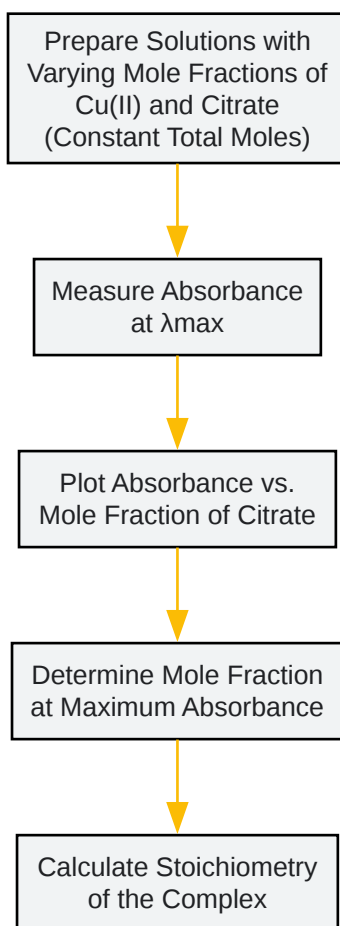 Prepare Solutions with
Varying Mole Fractions of
Cu(II) and Citrate
(Constant Total Moles)
Measure Absorbance
at λmax
Plot Absorbance vs.
Mole Fraction of Citrate
Determine Mole Fraction
at Maximum Absorbance
Calculate Stoichiometry
of the Complex